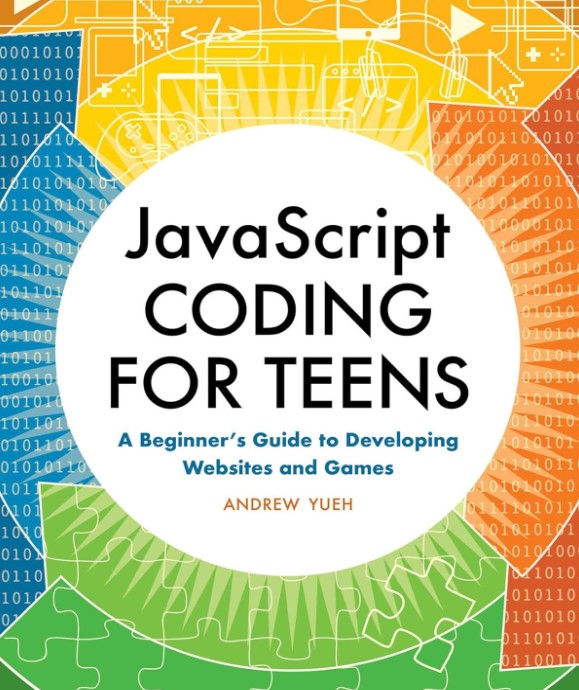 JavaScript
CODING
FOR TEENS
A Beginner's Guide to Developing
Websites and Games
ANDREW YUEH